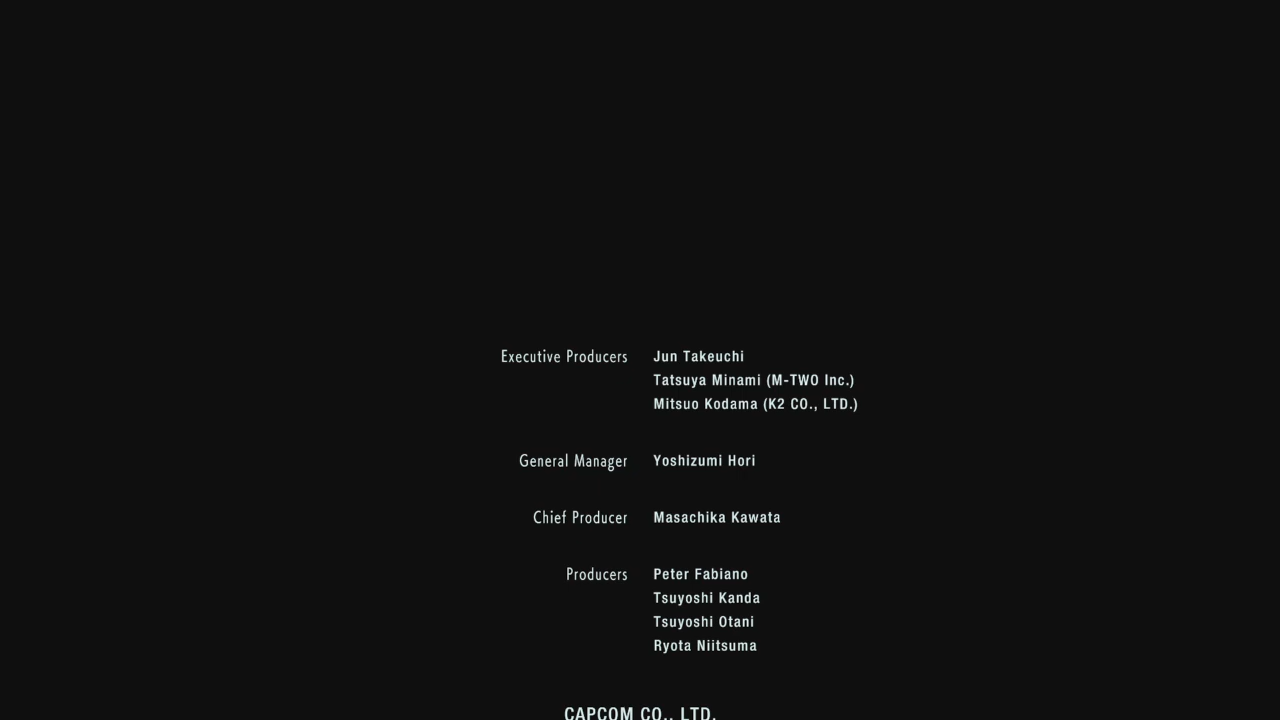 Executive Producers Jun Takeuchi
Tatsuya Minami (M-TWO Inc.)
Mitsuo Kodama (K2 CO., LTD.)
General Manager Yoshizumi Hori
Chief Producer Masachika Kawata
Producers Peter Fabiano
Tsuyoshi Kanda
Tsuyoshi Otani
Ryota Niitsuma
CAPCOM CO., LTD.